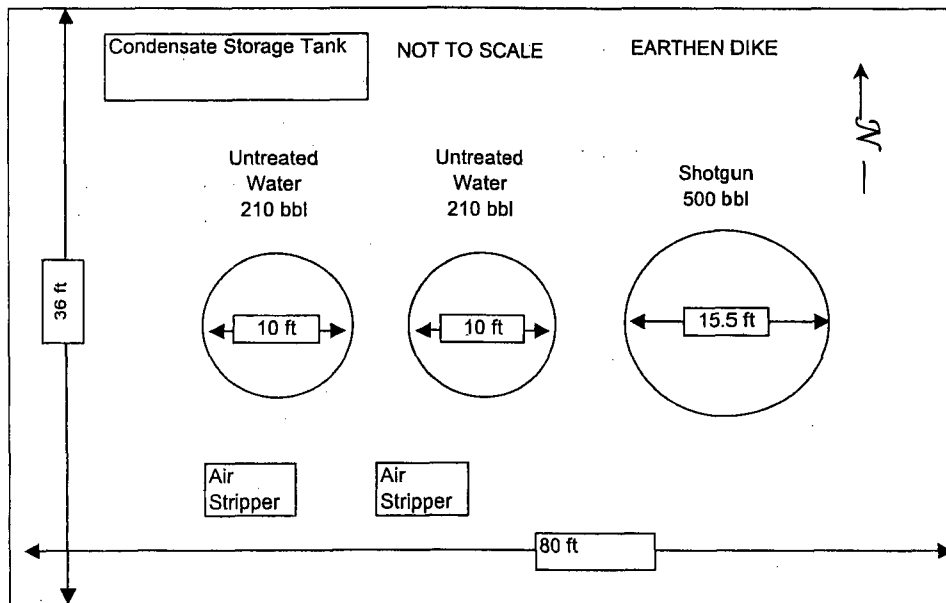 Condensate Storage Tank
NOT TO SCALE
EARTHEN DIKE
N
Untreated
Water
210 bbl
Untreated
Water
210 bbl
Shotgun
500 bbl
36 ft
10 ft
10 ft
15.5 ft
Air
Stripper
Air
Stripper
80 ft